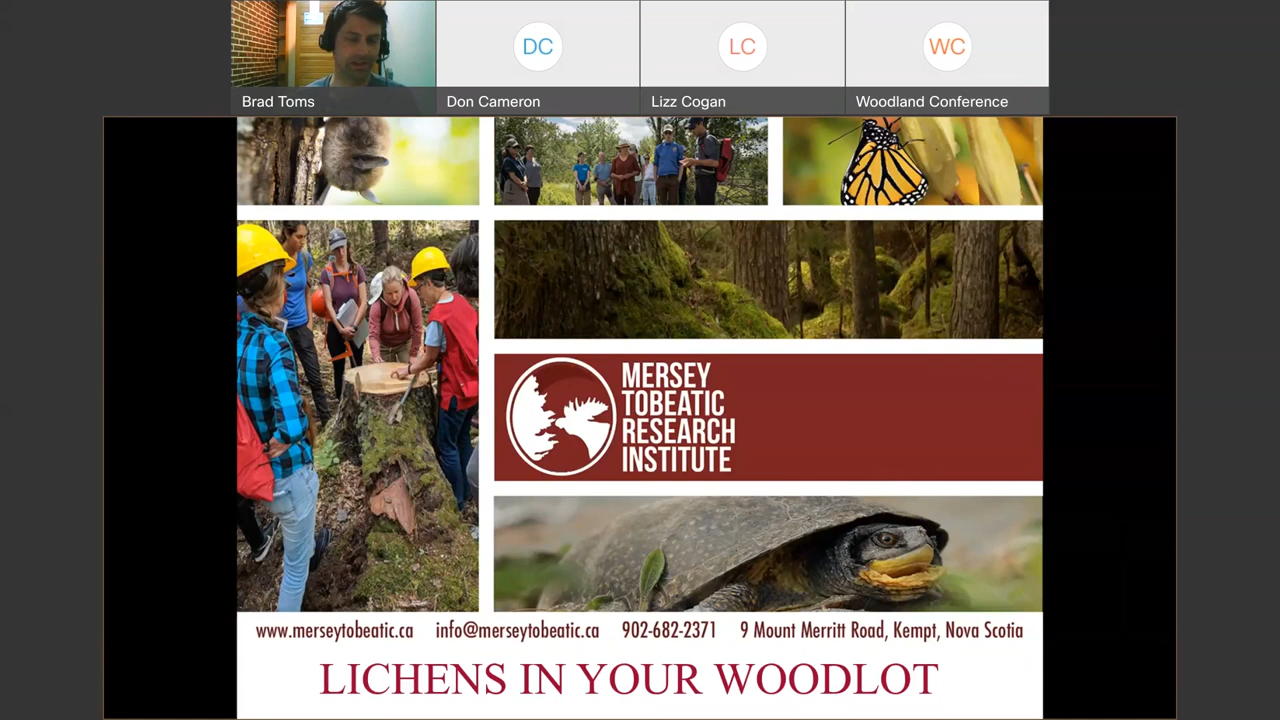 DC
LC
WC
Brad Toms
Don Cameron
Lizz Cogan
Woodland Conference
MERSEY
TOBEATIC
RESEARCH
INSTITUTE
www.merseytobeatic.ca info@merseytobeatic.ca 902-682-2371 9 Mount Merritt Road, Kempt, Nova Scotia
LICHENS IN YOUR WOODLOT